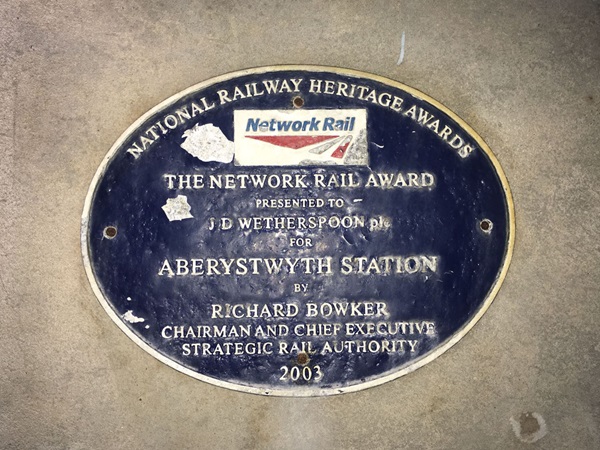 NATIONAL RAILWAY HERITAGE AWARDS
Network Rail
THE NETWORK RAIL AWARD
PRESENTED TO
J D WETHERSPOON plc
FOR
ABERYSTWYTH STATION
BY
RICHARD BOWKER
CHAIRMAN AND CHIEF EXECUTIVE
STRATEGIC RAIL AUTHORITY
2003